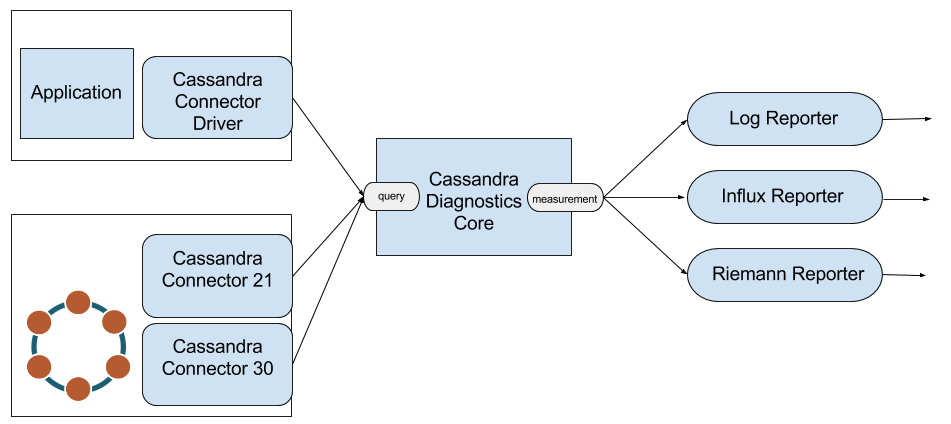 Application
Cassandra
Connector
Driver
Cassandra
Connector 21
Cassandra
Connector 30
query
Cassandra
Diagnostics
Core
measurement
Log Reporter
Influx Reporter
Riemann Reporter